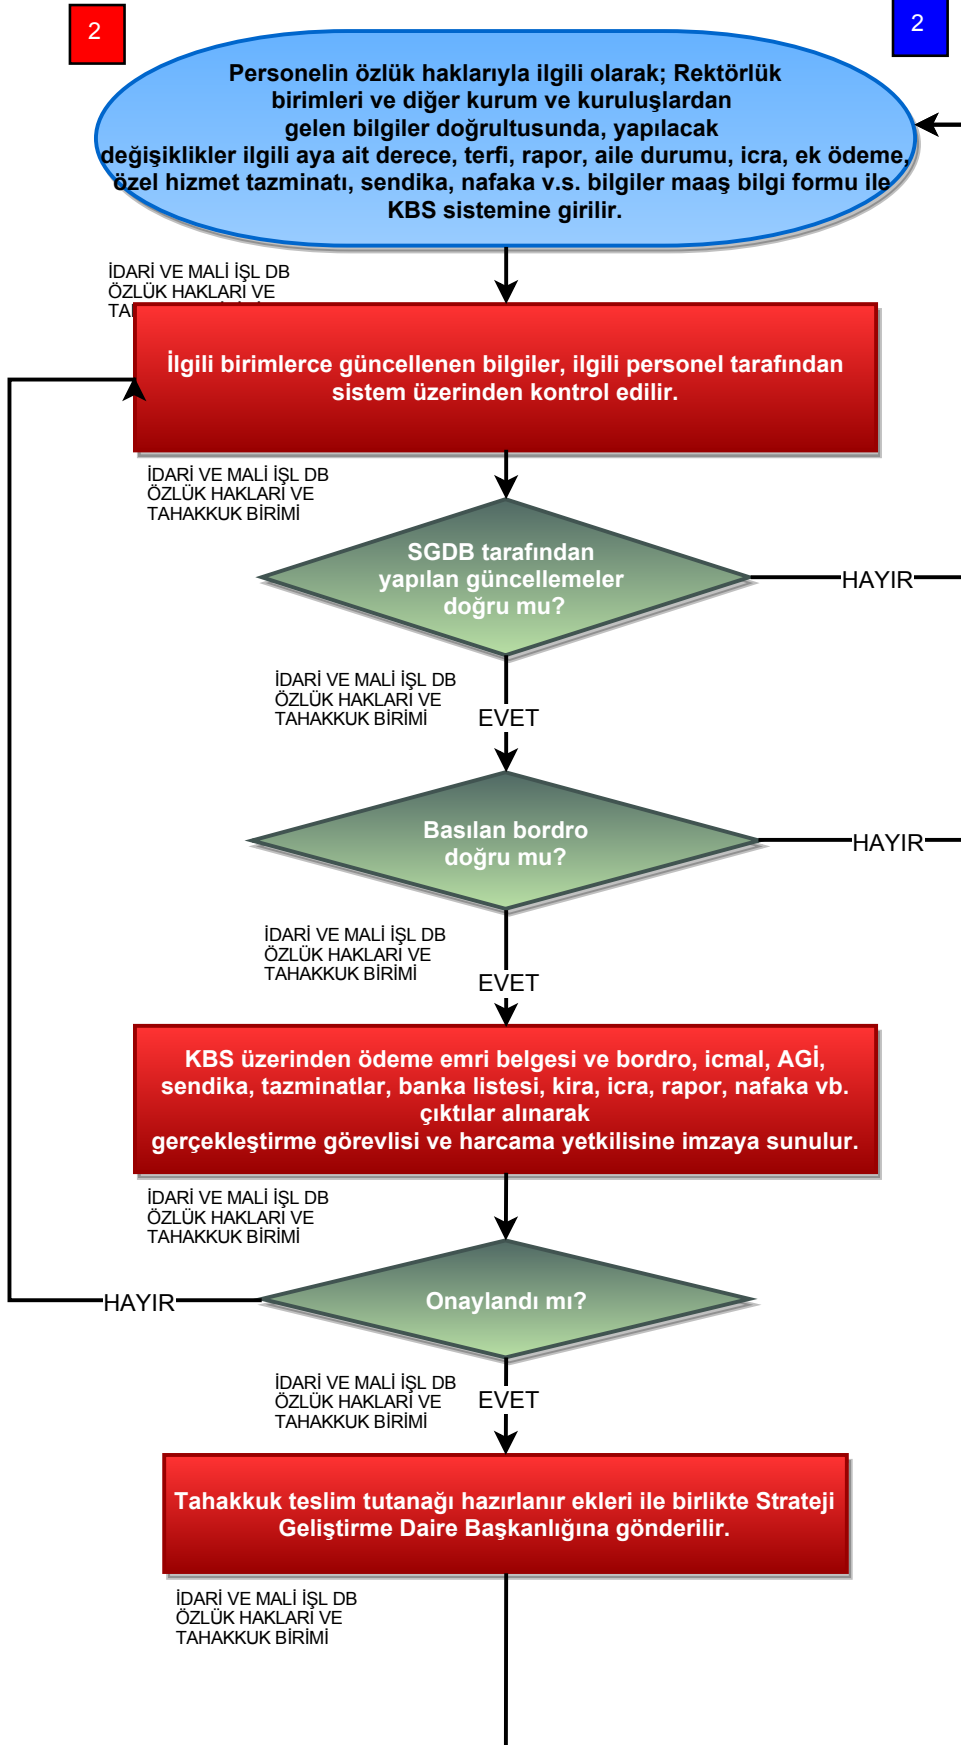 2
2
Personelin özlük haklarıyla ilgili olarak; Rektörlük
birimleri ve diğer kurum ve kuruluşlardan
gelen bilgiler doğrultusunda, yapılacak
değişiklikler ilgili aya ait derece, terfi, rapor, aile durumu, icra, ek ödeme,
özel hizmet tazminatı, sendika, nafaka v.s. bilgiler maaş bilgi formu ile
KBS sistemine girilir.
İDARİ VE MALİ İŞL DB
ÖZLÜK HAKLARI VE
İlgili birimlerce güncellenen bilgiler, ilgili personel tarafından
sistem üzerinden kontrol edilir.
İDARİ VE MALİ İŞL DB
ÖZLÜK HAKLARI VE
TAHAKKUK BİRİMİ
SGDB tarafından
yapılan güncellemeler
doğru mu?
HAYIR
İDARİ VE MALİ İŞL DB
ÖZLÜK HAKLARI VE
TAHAKKUK BİRİMİ
EVET
Basılan bordro
doğru mu?
HAYIR
İDARİ VE MALİ İŞL DB
ÖZLÜK HAKLARI VE
TAHAKKUK BİRİMİ
EVET
KBS üzerinden ödeme emri belgesi ve bordro, icmal, AGİ,
sendika, tazminatlar, banka listesi, kira, icra, rapor, nafaka vb.
çıktılar alınarak
gerçekleştirme görevlisi ve harcama yetkilisine imzaya sunulur.
İDARİ VE MALİ İŞL DB
ÖZLÜK HAKLARI VE
TAHAKKUK BİRİMİ
Onaylandı mı?
HAYIR
İDARİ VE MALİ İŞL DB
ÖZLÜK HAKLARI VE
TAHAKKUK BİRİMİ
EVET
Tahakkuk teslim tutanağı hazırlanır ekleri ile birlikte Strateji
Geliştirme Daire Başkanlığına gönderilir.
İDARİ VE MALİ İŞL DB
ÖZLÜK HAKLARI VE
TAHAKKUK BİRİMİ